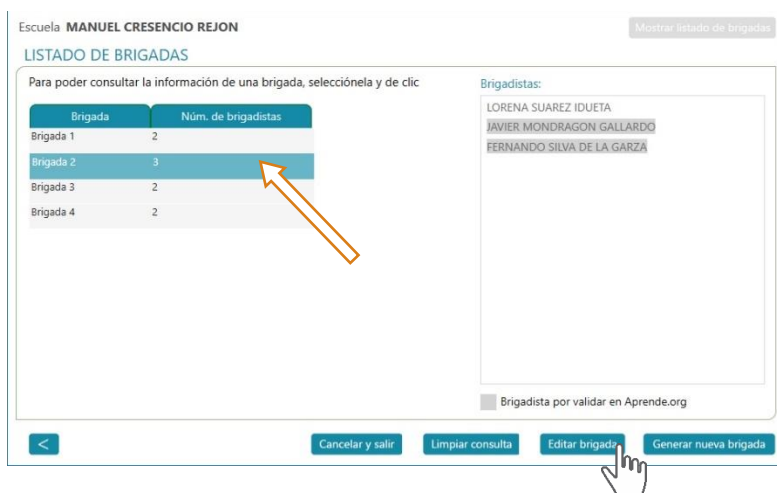 Escuela MANUEL CRESENCIO REJON
Mostrar listado de brigadas
LISTADO DE BRIGADAS
Para poder consultar la información de una brigada, selecciónela y de clic
Brigada Núm. de brigadistas
Brigada 1 2
Brigada 2 3
Brigada 3 2
Brigada 4 2
Brigadistas:
LORENA SUAREZ IDUETA
JAVIER MONDRAGON GALLARDO
FERNANDO SILVA DE LA GARZA
Brigadista por validar en Aprende.org
< Cancelar y salir Limpiar consulta Editar brigada Generar nueva brigada